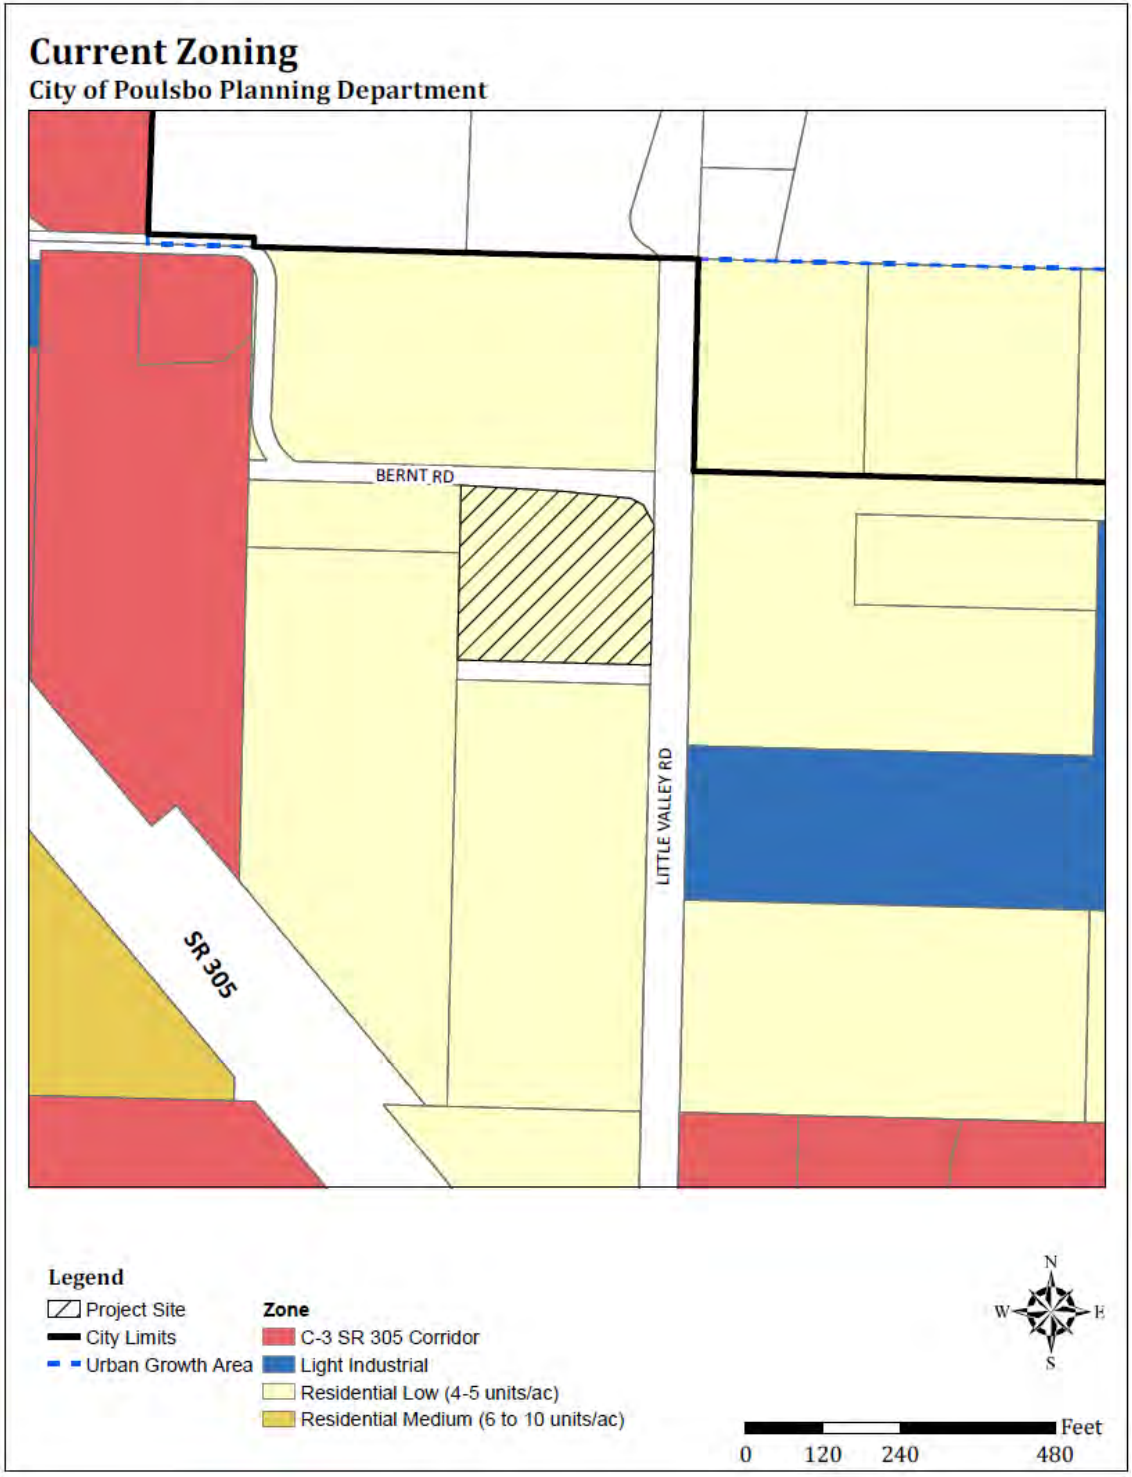 Current Zoning
City of Poulsbo Planning Department
BERNT RD
LITTLE VALLEY RD
SR 305
Legend
Project Site
City Limits
Urban Growth Area
Zone
C-3 SR 305 Corridor
Light Industrial
Residential Low (4-5 units/ac)
Residential Medium (6 to 10 units/ac)
N
W E
S
Feet
0 120 240 480